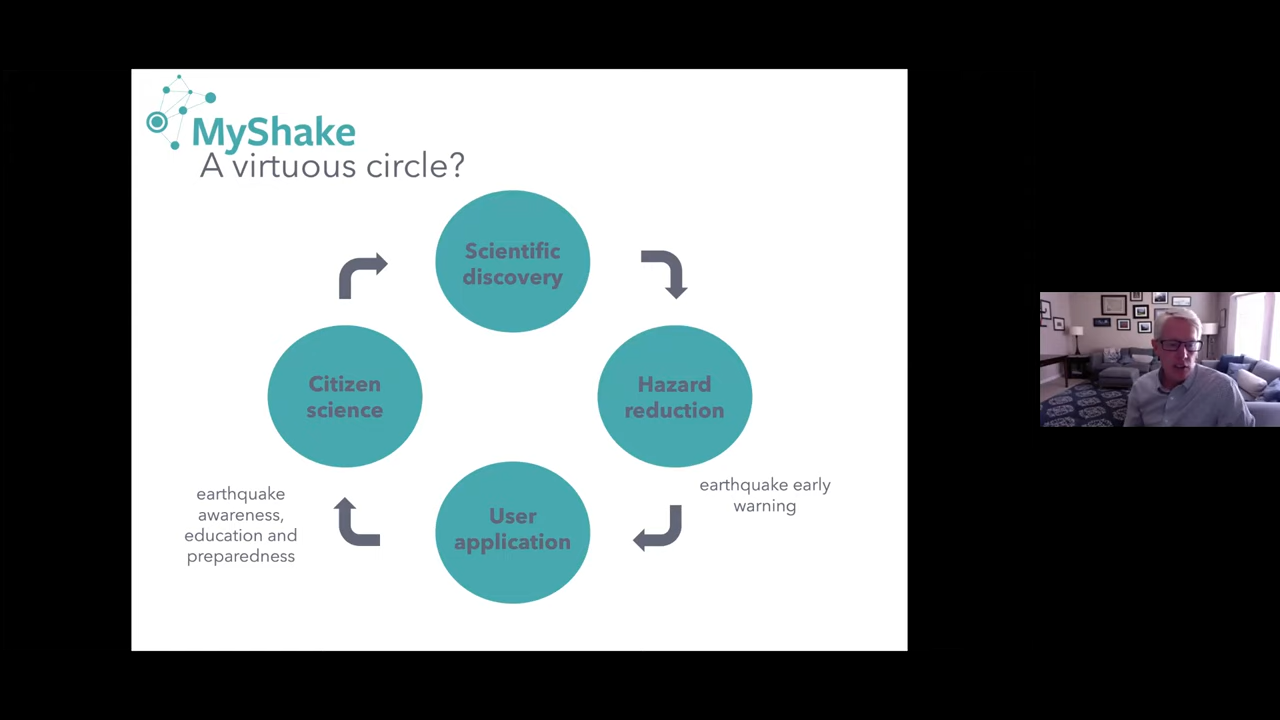 MyShake
A virtuous circle?
Scientific
discovery
Citizen
science
Hazard
reduction
earthquake early
warning
earthquake
awareness,
education and
preparedness
User
application